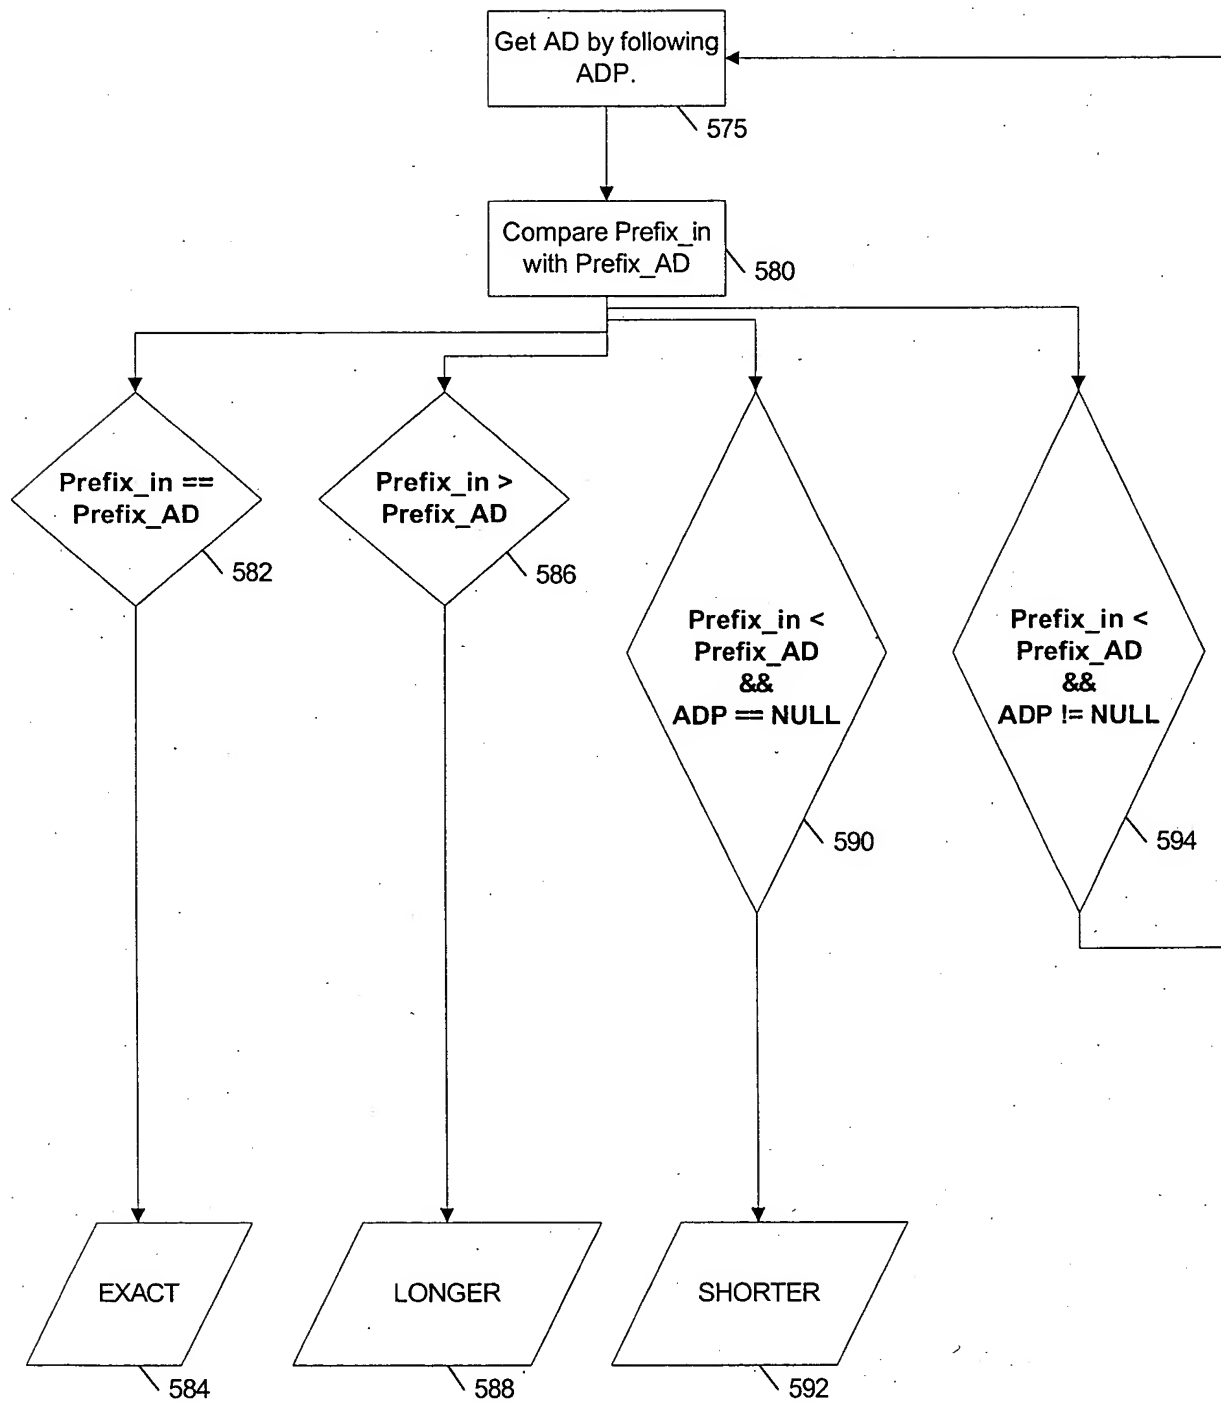 Get AD by following
ADP.
575
Compare Prefix_in
with Prefix_AD
580
Prefix_in ==
Prefix_AD
582
Prefix_in >
Prefix_AD
586
Prefix_in <
Prefix_AD
&&
ADP == NULL
590
Prefix_in <
Prefix_AD
&&
ADP != NULL
594
EXACT
584
LONGER
588
SHORTER
592